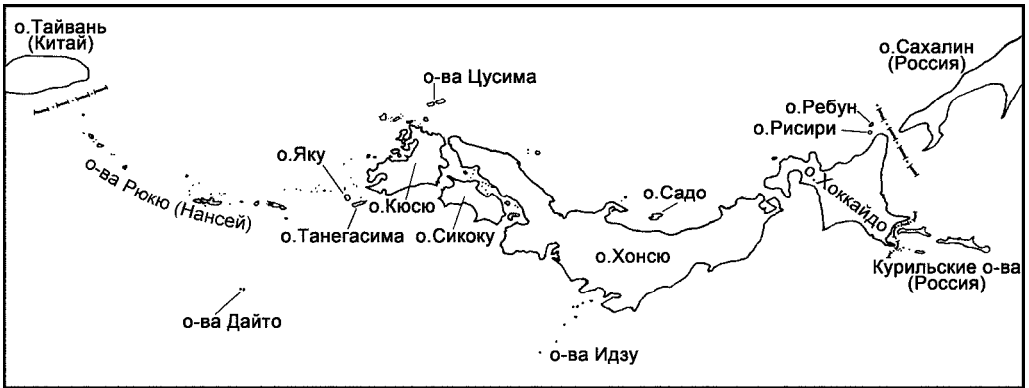 о.Тайвань
(Китай)
о-ва Цусима
о.Сахалин
(Россия)
о.Ребун
о.Рисири
о.Яку
о-ва Рюкю (Нансей)
о.Кюсю
о.Садо
о.Хоккайдо
о.Танегасима
о.Сикоку
о.Хонсю
Курильские о-ва
(Россия)
о-ва Дайто
о-ва Идзу